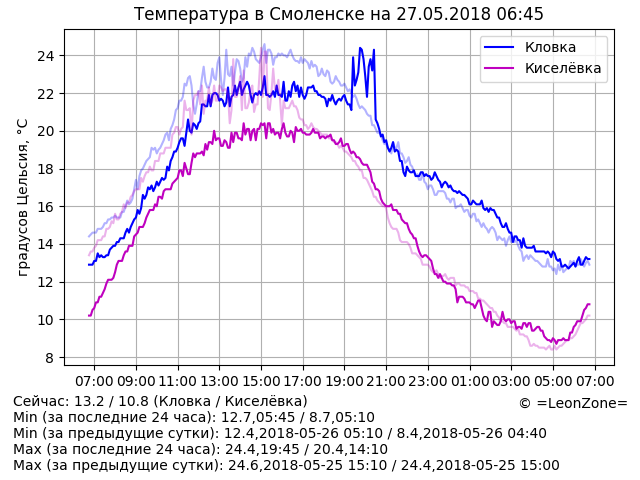 Температура в Смоленске на 27.05.2018 06:45
Кловка
Киселёвка
градусов Цельсия, °C
24
22
20
18
16
14
12
10
8
07:00 09:00 11:00 13:00 15:00 17:00 19:00 21:00 23:00 01:00 03:00 05:00 07:00
Сейчас: 13.2 / 10.8 (Кловка / Киселёвка)
© =LeonZone=
Min (за последние 24 часа): 12.7,05:45 / 8.7,05:10
Min (за предыдущие сутки): 12.4,2018-05-26 05:10 / 8.4,2018-05-26 04:40
Max (за последние 24 часа): 24.4,19:45 / 20.4,14:10
Max (за предыдущие сутки): 24.6,2018-05-25 15:10 / 24.4,2018-05-25 15:00